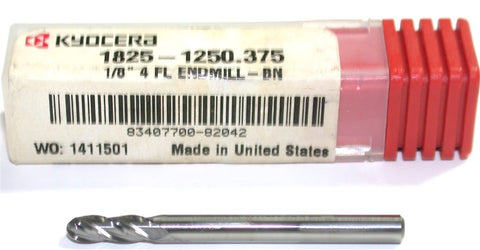 KYOCERA
1825-1250.375
1/8" 4 FL ENDMILL-BN
83407700-82042
WO: 1411501 Made in United States